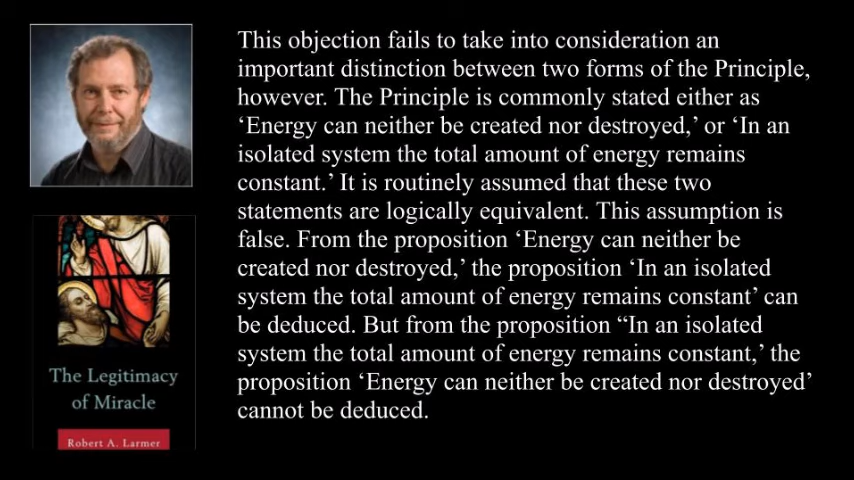 This objection fails to take into consideration an
important distinction between two forms of the Principle,
however. The Principle is commonly stated either as
‘Energy can neither be created nor destroyed,’ or ‘In an
isolated system the total amount of energy remains
constant.’ It is routinely assumed that these two
statements are logically equivalent. This assumption is
false. From the proposition ‘Energy can neither be
created nor destroyed,’ the proposition ‘In an isolated
system the total amount of energy remains constant’ can
be deduced. But from the proposition “In an isolated
system the total amount of energy remains constant,’ the
proposition ‘Energy can neither be created nor destroyed’
cannot be deduced.
The Legitimacy
of Miracle
Robert A. Larmer